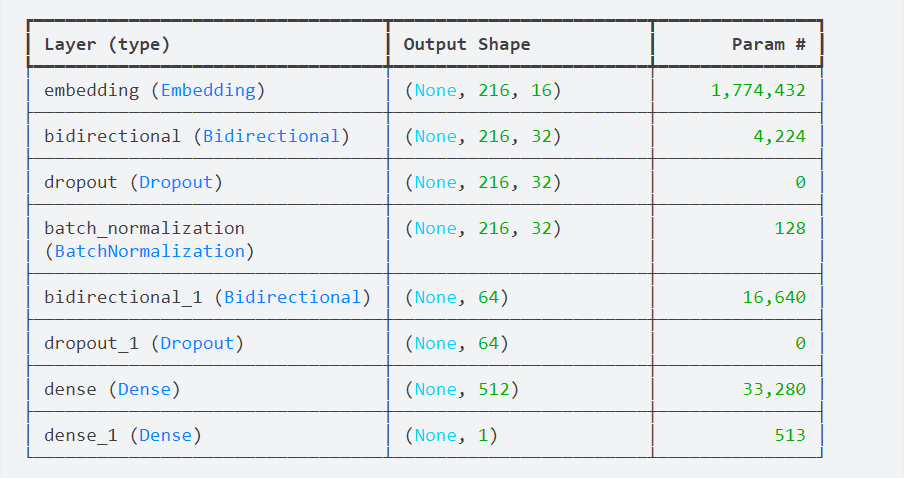 Layer (type) Output Shape Param #
embedding (Embedding) (None, 216, 16) 1,774,432
bidirectional (Bidirectional) (None, 216, 32) 4,224
dropout (Dropout) (None, 216, 32) 0
batch_normalization (None, 216, 32) 128
(BatchNormalization)
bidirectional_1 (Bidirectional) (None, 64) 16,640
dropout_1 (Dropout) (None, 64) 0
dense (Dense) (None, 512) 33,280
dense_1 (Dense) (None, 1) 513